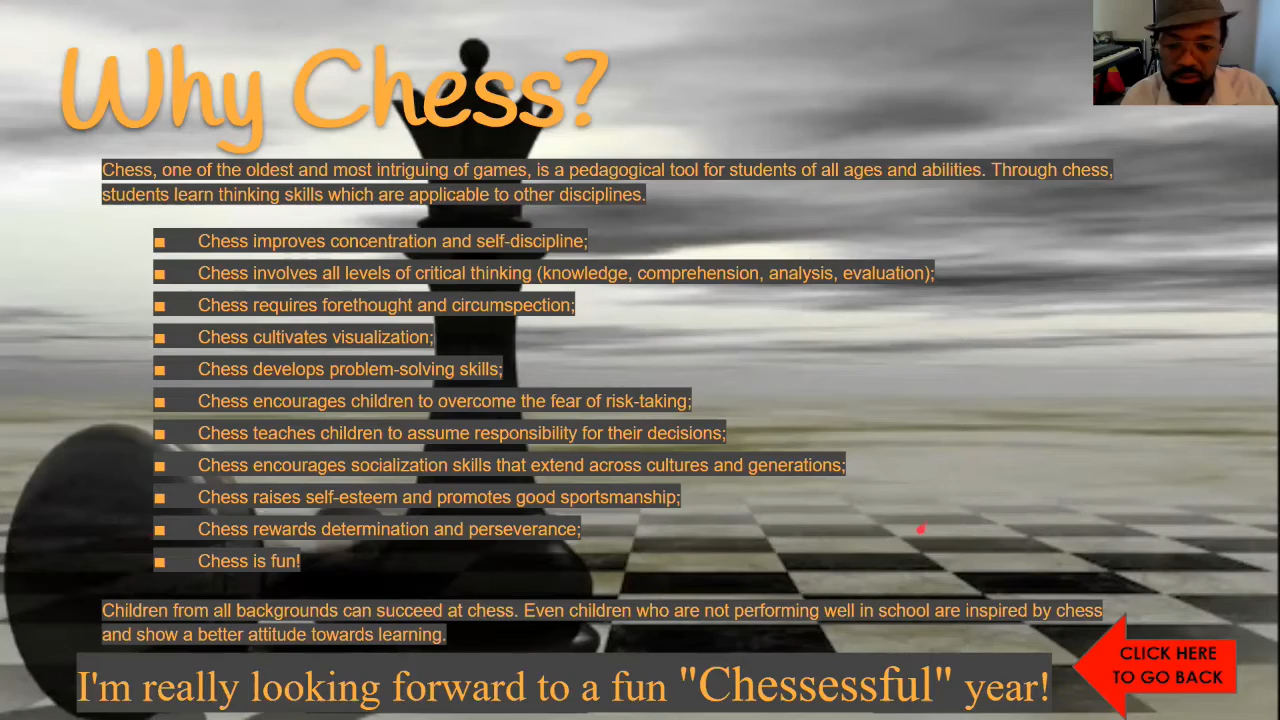 Why Chess?
Chess, one of the oldest and most intriguing of games, is a pedagogical tool for students of all ages and abilities. Through chess,
students learn thinking skills which are applicable to other disciplines.
■ Chess improves concentration and self-discipline;
■ Chess involves all levels of critical thinking (knowledge, comprehension, analysis, evaluation);
■ Chess requires forethought and circumspection;
■ Chess cultivates visualization;
■ Chess develops problem-solving skills;
■ Chess encourages children to overcome the fear of risk-taking;
■ Chess teaches children to assume responsibility for their decisions;
■ Chess encourages socialization skills that extend across cultures and generations;
■ Chess raises self-esteem and promotes good sportsmanship;
■ Chess rewards determination and perseverance;
■ Chess is fun!
Children from all backgrounds can succeed at chess. Even children who are not performing well in school are inspired by chess
and show a better attitude towards learning.
I'm really looking forward to a fun "Chessessful" year!
CLICK HERE
TO GO BACK